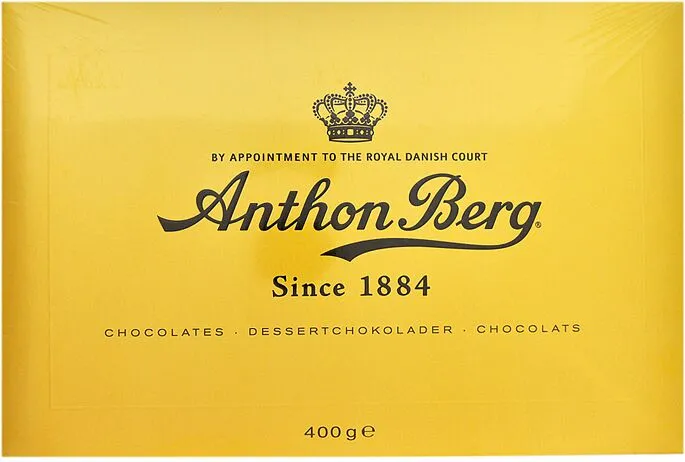 BY APPOINTMENT TO THE ROYAL DANISH COURT
Anthon Berg®
Since 1884
CHOCOLATES · DESSERTCHOKOLADER · CHOCOLATS
400g℮